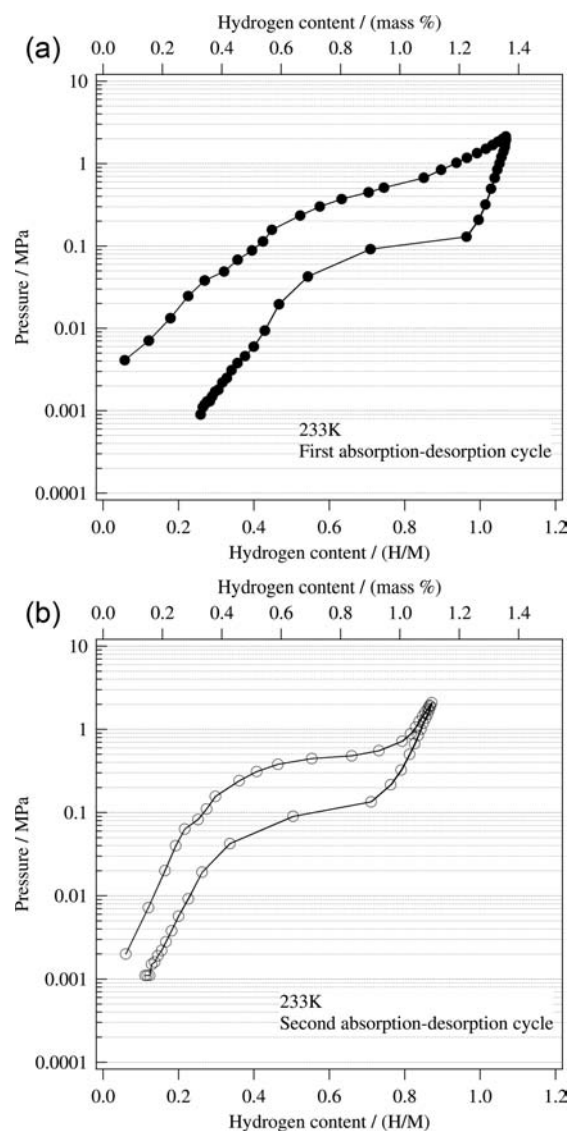 Hydrogen content / (mass %)
(a)
0.0 0.2 0.4 0.6 0.8 1.0 1.2 1.4
10
1
0.1
0.01
0.001
0.0001
Pressure / MPa
233K
First absorption-desorption cycle
0.0 0.2 0.4 0.6 0.8 1.0 1.2
Hydrogen content / (H/M)
Hydrogen content / (mass %)
(b)
0.0 0.2 0.4 0.6 0.8 1.0 1.2 1.4
10
1
0.1
0.01
0.001
0.0001
Pressure / MPa
233K
Second absorption-desorption cycle
0.0 0.2 0.4 0.6 0.8 1.0 1.2
Hydrogen content / (H/M)